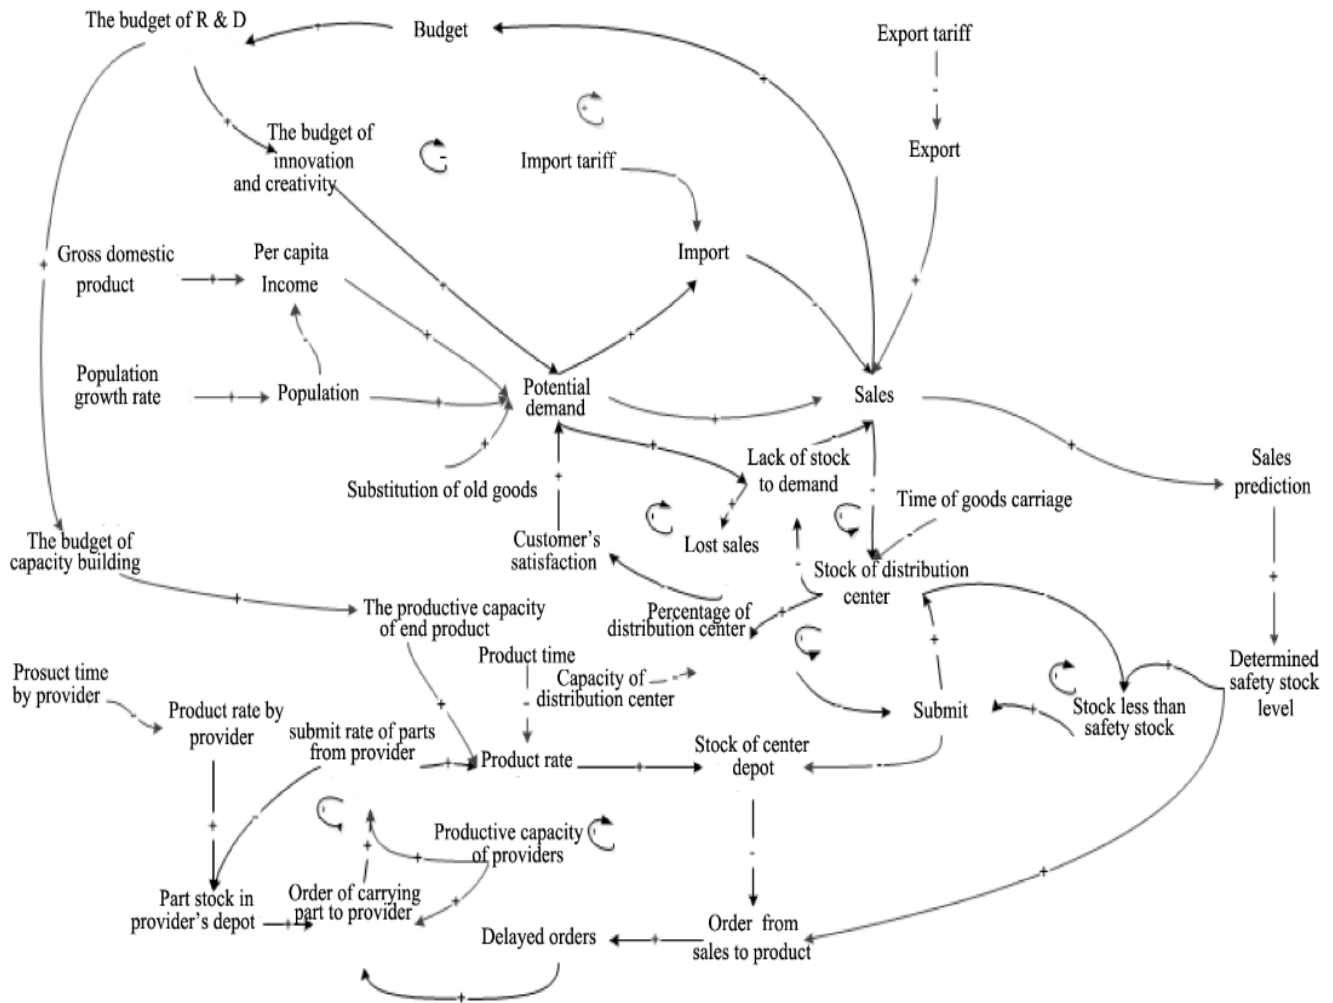 The budget of R & D
Budget
Export tariff
The budget of
innovation
and creativity
Import tariff
Export
Gross domestic
product
Per capita
Income
Import
Population
growth rate
Population
Potential
demand
Sales
Substitution of old goods
Lack of stock
to demand
Sales
prediction
Time of goods carriage
The budget of
capacity building
Customer's
satisfaction
Lost sales
Stock of distribution
center
The productive capacity
of end product
Percentage of
distribution center
Product time
Capacity of
distribution center
Prosuct time
by provider
Product rate by
provider
submit rate of parts
from provider
Product rate
Stock of center
depot
Submit
Stock less than
safety stock
Determined
safety stock
level
Productive capacity
of providers
Part stock in
provider's depot
Order of carrying
part to provider
Delayed orders
Order from
sales to product